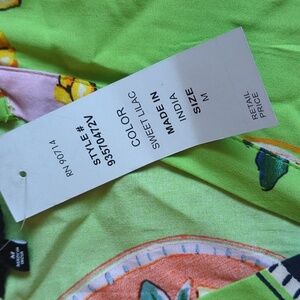 RN 90714
STYLE#
93570472V
COLOR
SWEET LILAC
MADE IN
INDIA
SIZE
M
RETAIL
PRICE